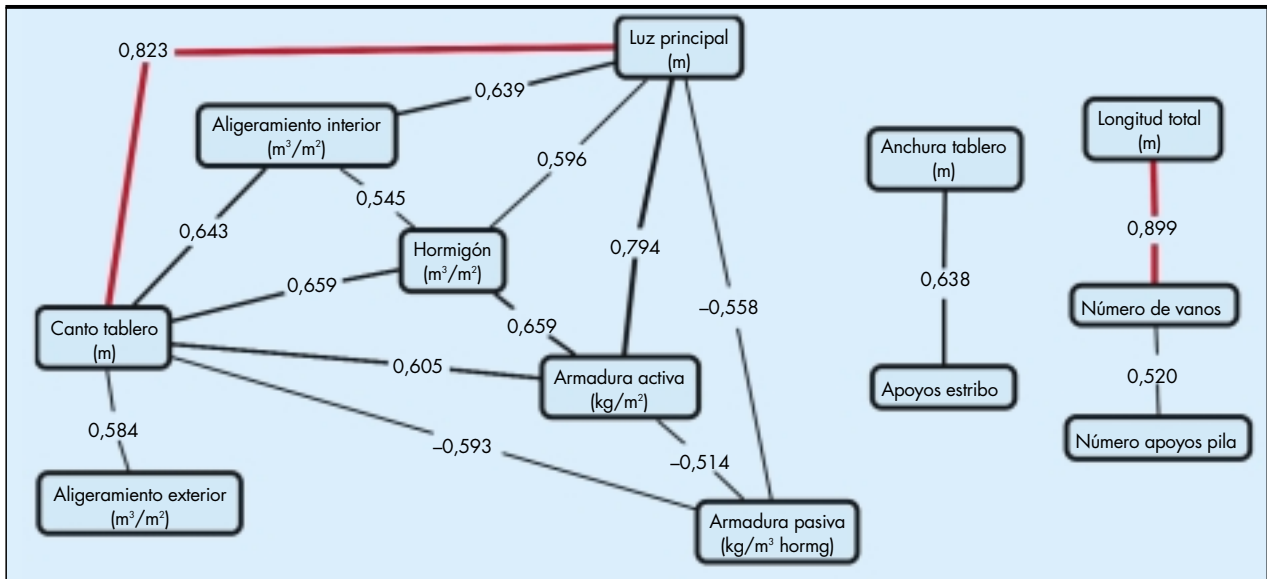 Luz principal
(m)
0,823
0,639
Aligeramiento interior
(m³/m²)
Longitud total
(m)
Anchura tablero
(m)
0,596
0,545
0,643
0,899
Hormigón
(m³/m²)
0,794
0,638
0,659
–0,558
Número de vanos
Canto tablero
(m)
0,659
0,605
Armadura activa
(kg/m²)
Apoyos estribo
0,520
0,584
–0,593
Número apoyos pila
–0,514
Aligeramiento exterior
(m³/m²)
Armadura pasiva
(kg/m³ hormg)